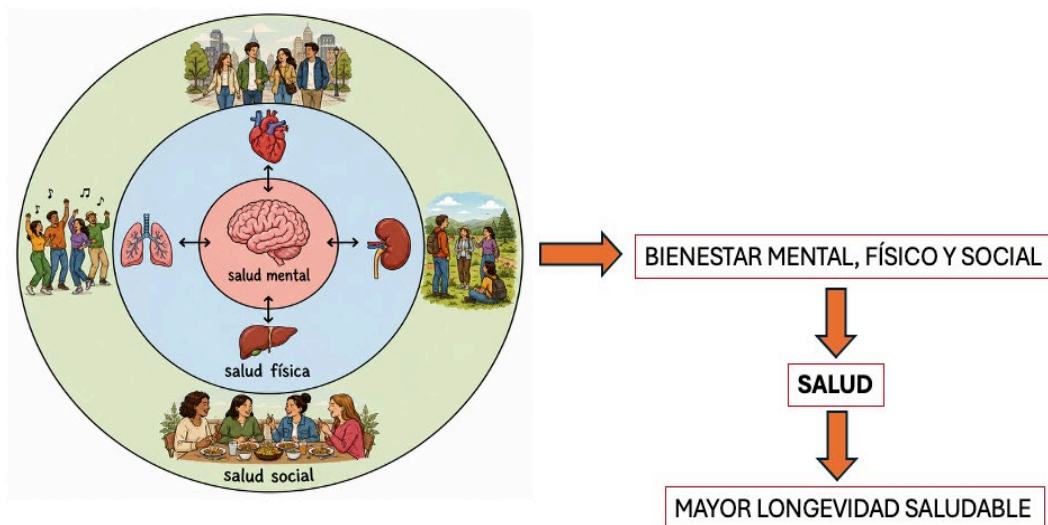 salud mental
salud física
salud social
BIENESTAR MENTAL, FÍSICO Y SOCIAL
SALUD
MAYOR LONGEVIDAD SALUDABLE